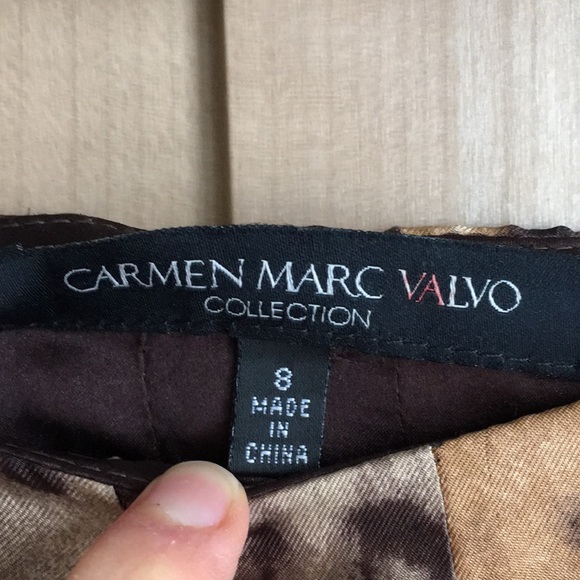 CARMEN MARC VALVO
COLLECTION
8
MADE
IN
CHINA